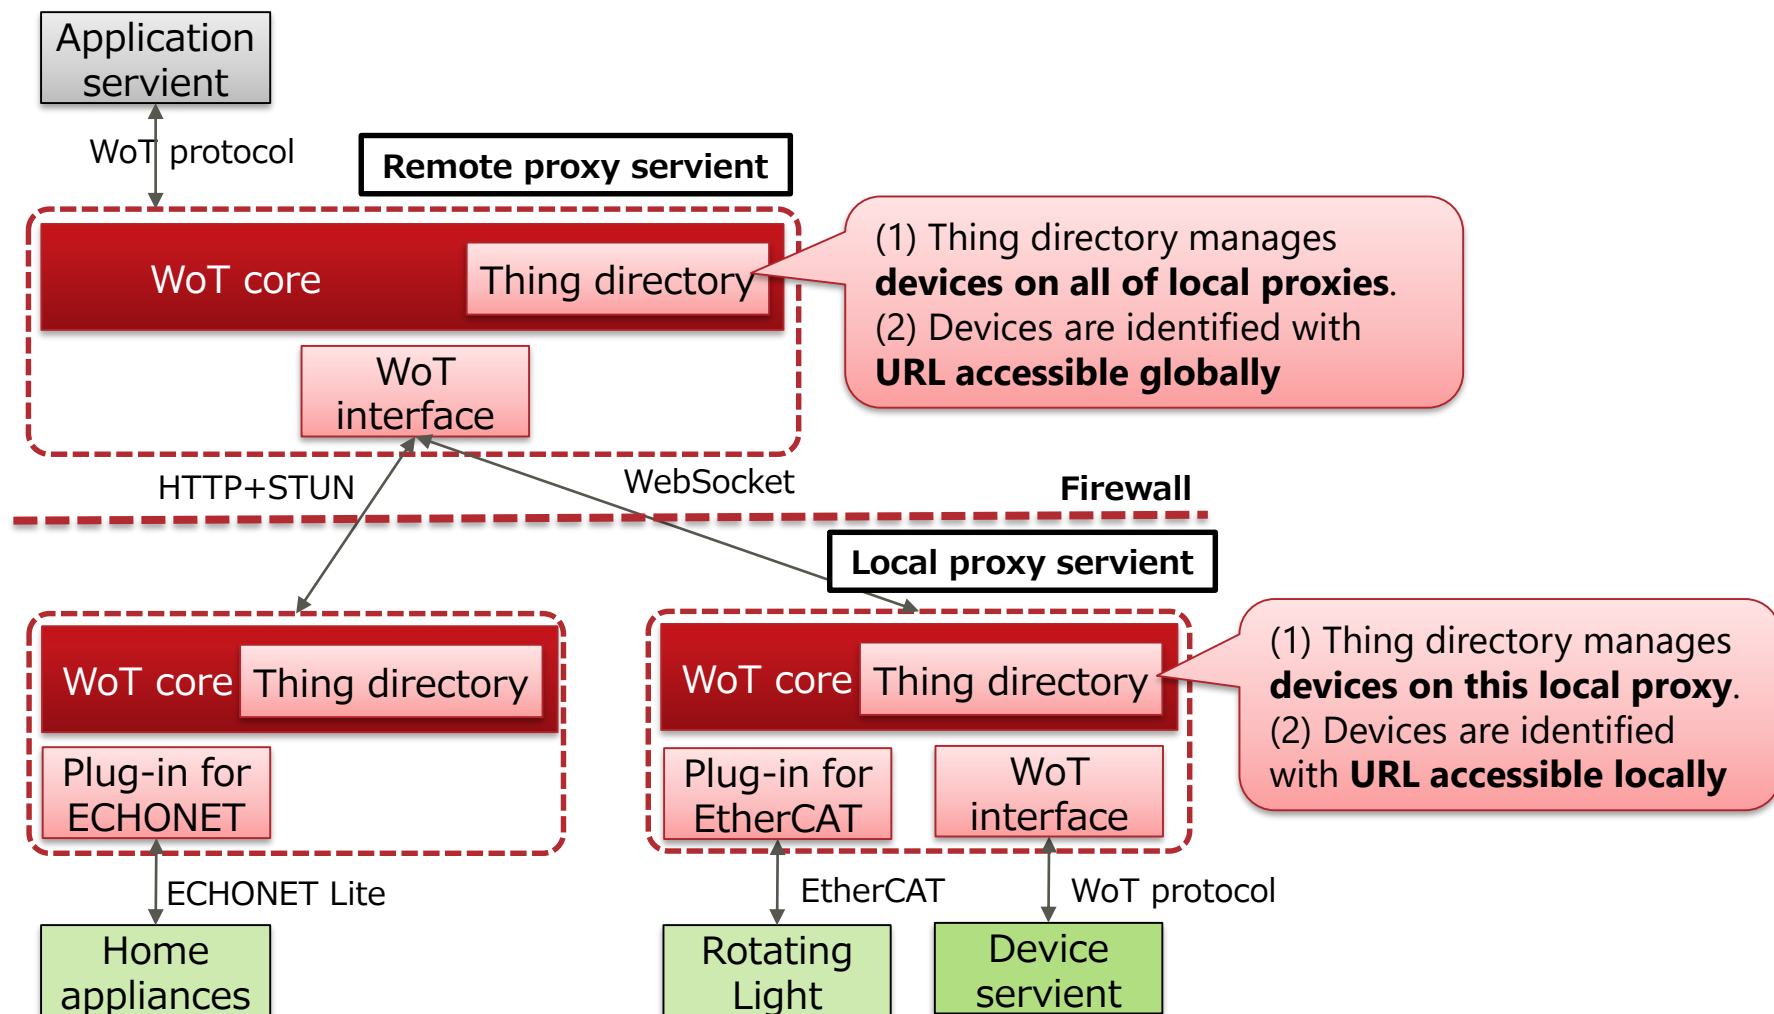 Application
servient
WoT protocol
Remote proxy servient
WoT core
Thing directory
(1) Thing directory manages
devices on all of local proxies.
(2) Devices are identified with
URL accessible globally
WoT
interface
HTTP+STUN
WebSocket
Firewall
Local proxy servient
WoT core
Thing directory
WoT core
Thing directory
(1) Thing directory manages
devices on this local proxy.
(2) Devices are identified
with URL accessible locally
Plug-in for
ECHONET
Plug-in for
EtherCAT
WoT
interface
ECHONET Lite
EtherCAT
WoT protocol
Home
appliances
Rotating
Light
Device
servient